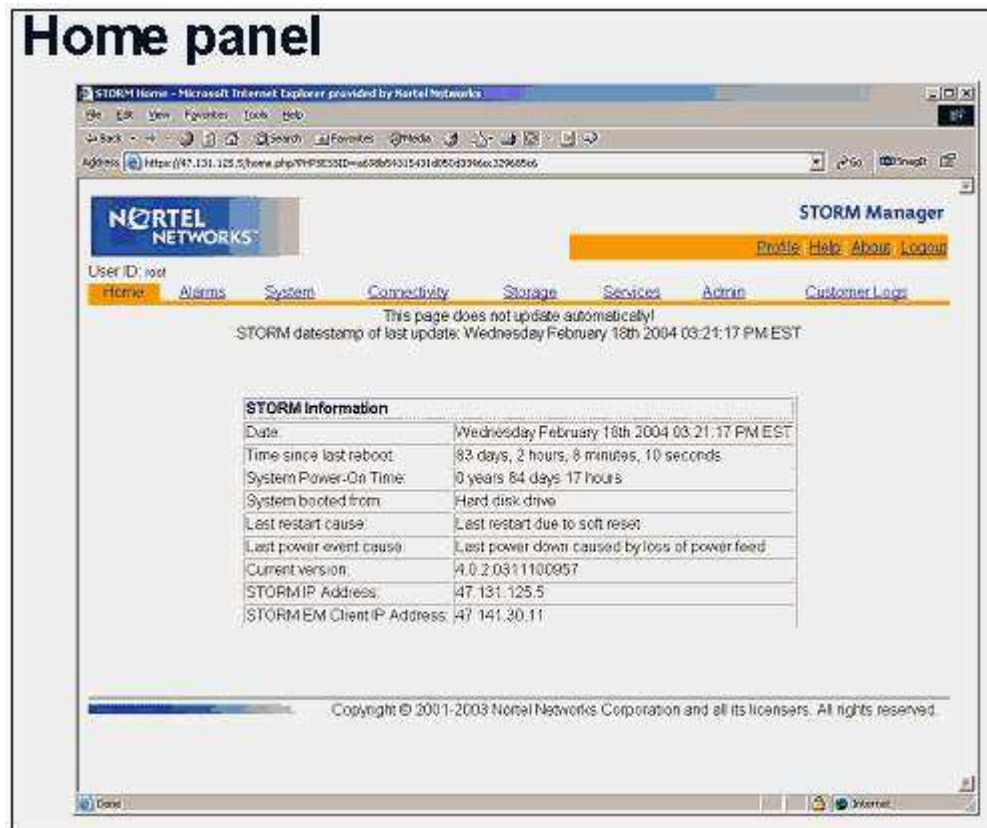 Home panel
STORM Home - Microsoft Internet Explorer provided by Nortel Networks
File Edit View Favorites Tools Help
Back Search Favorites Media
Address Go SnagIt
NORTEL
NETWORKS
STORM Manager
Profile Help About Logout
User ID: root
Home Alarms System Connectivity Storage Services Admin Customer Logs
This page does not update automatically!
STORM datestamp of last update: Wednesday February 18th 2004 03:21:17 PM EST
STORM Information
Date: Wednesday February 18th 2004 03:21:17 PM EST
Time since last reboot: 83 days, 2 hours, 8 minutes, 10 seconds
System Power-On Time: 0 years 84 days 17 hours
System booted from: Hard disk drive
Last restart cause: Last restart due to soft reset
Last power event cause: Last power down caused by loss of power feed
Current version: 4.0.2.0311100957
STORM IP Address: 47.131.125.5
STORM EM Client IP Address: 47.141.30.11
Copyright © 2001-2003 Nortel Networks Corporation and all its licensers. All rights reserved.
Done Internet